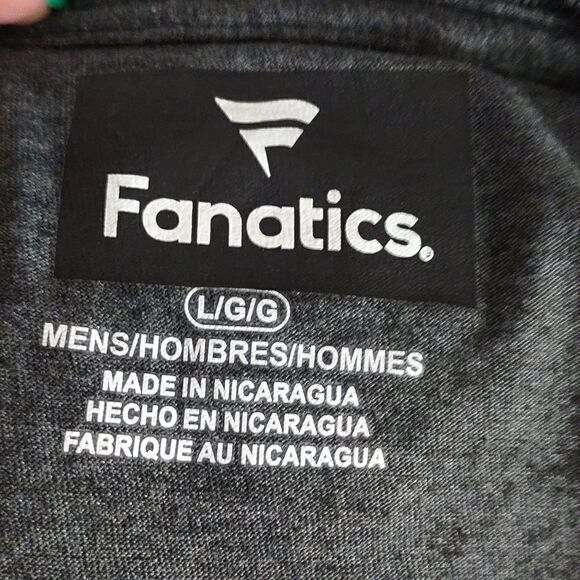 Fanatics.
L/G/G
MENS/HOMBRES/HOMMES
MADE IN NICARAGUA
HECHO EN NICARAGUA
FABRIQUE AU NICARAGUA